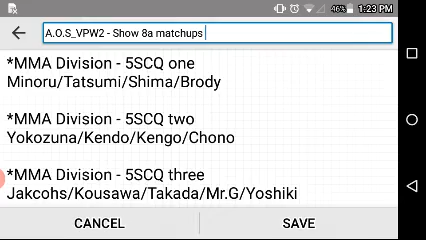 46% 1:23 PM
A.O.S_VPW2 - Show 8a matchups
*MMA Division - 5SCQ one
Minoru/Tatsumi/Shima/Brody
*MMA Division - 5SCQ two
Yokozuna/Kendo/Kengo/Chono
*MMA Division - 5SCQ three
Jakcohs/Kousawa/Takada/Mr.G/Yoshiki
CANCEL SAVE